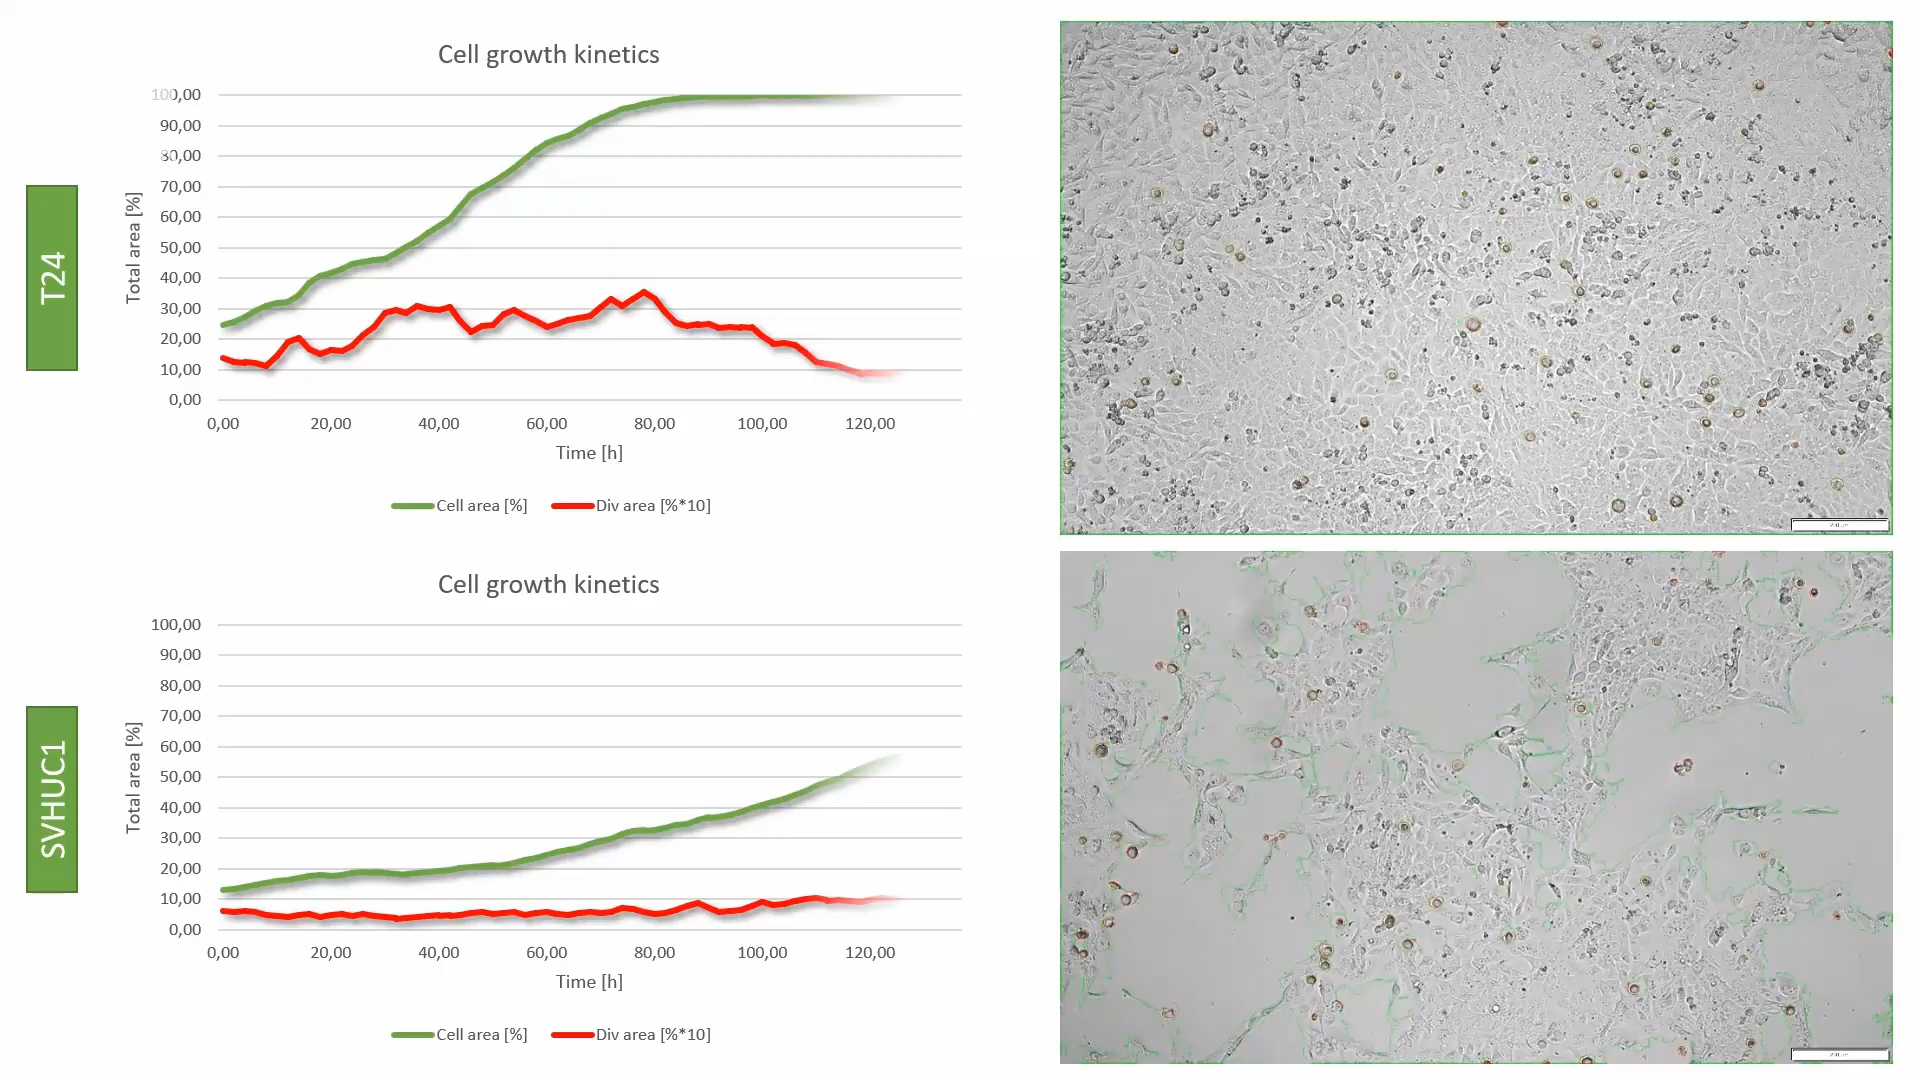 T24
Cell growth kinetics
100,00
90,00
80,00
70,00
60,00
50,00
40,00
30,00
20,00
10,00
0,00
Total area [%]
0,00 20,00 40,00 60,00 80,00 100,00 120,00
Time [h]
Cell area [%] Div area [%*10]
SVHUC1
Cell growth kinetics
100,00
90,00
80,00
70,00
60,00
50,00
40,00
30,00
20,00
10,00
0,00
Total area [%]
0,00 20,00 40,00 60,00 80,00 100,00 120,00
Time [h]
Cell area [%] Div area [%*10]